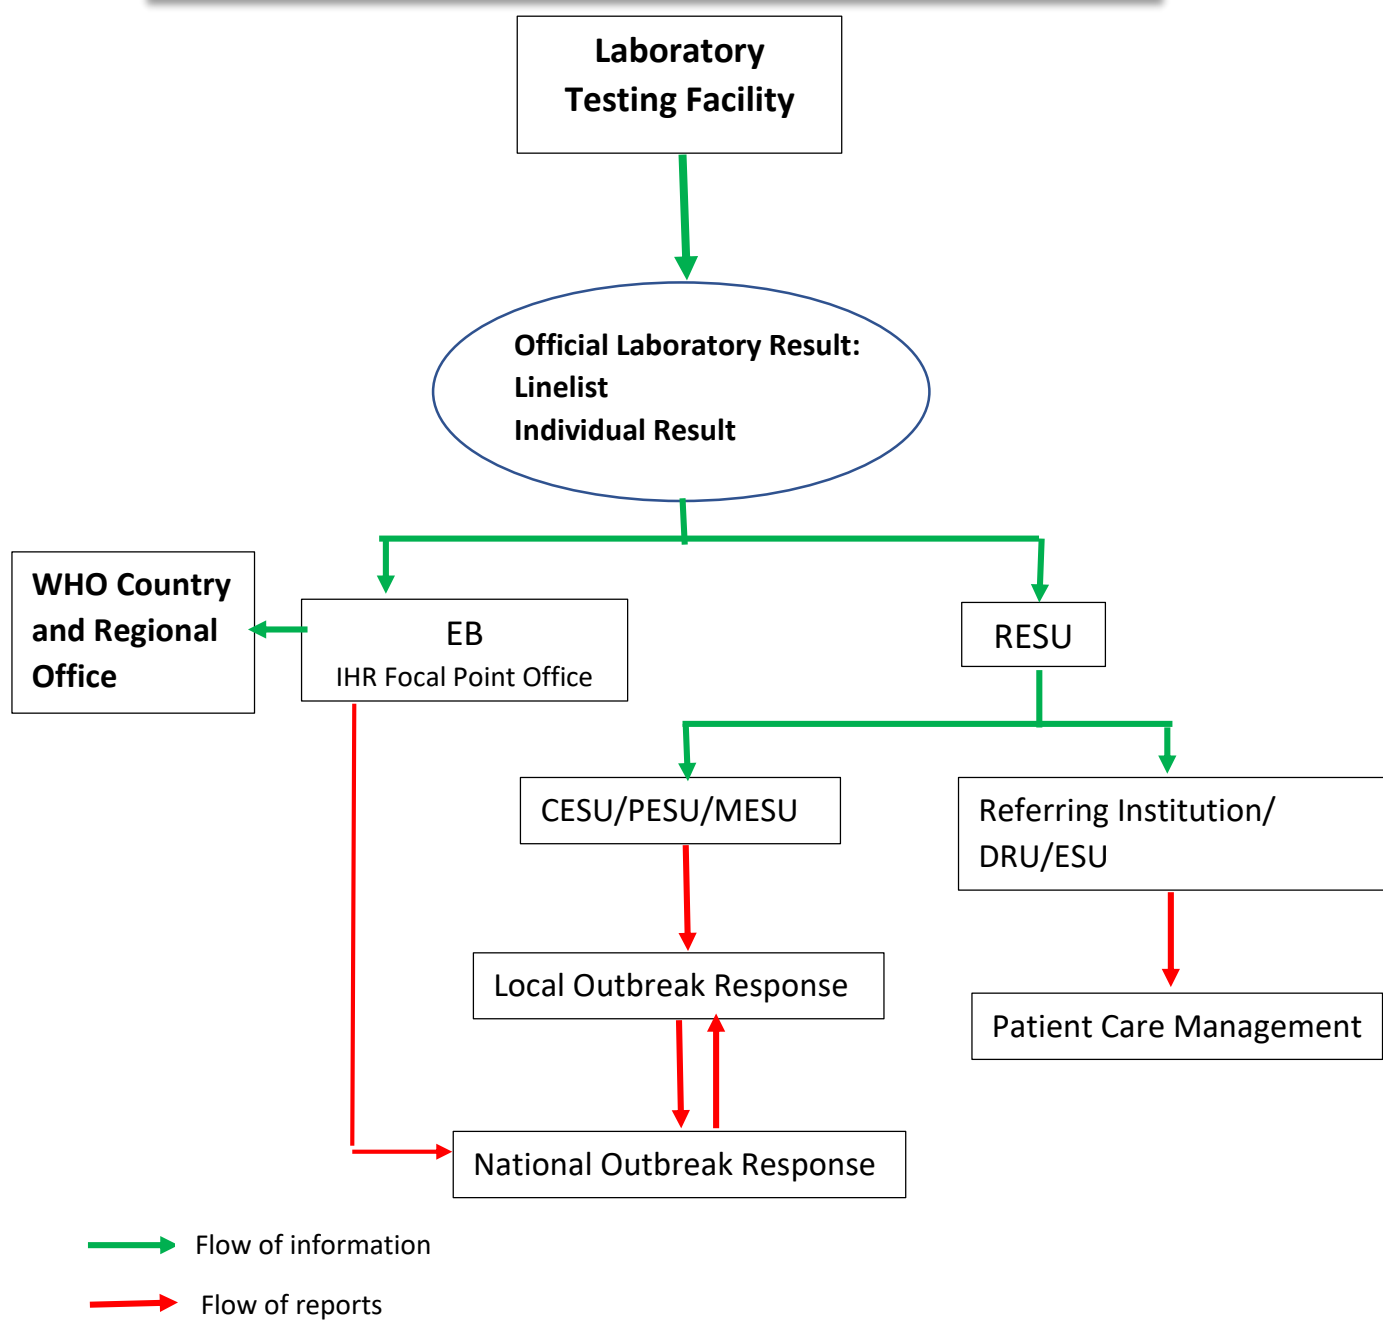 Laboratory
Testing Facility
Official Laboratory Result:
Linelist
Individual Result
WHO Country
and Regional
Office
EB
IHR Focal Point Office
RESU
CESU/PESU/MESU
Referring Institution/
DRU/ESU
Local Outbreak Response
Patient Care Management
National Outbreak Response
Flow of information
Flow of reports